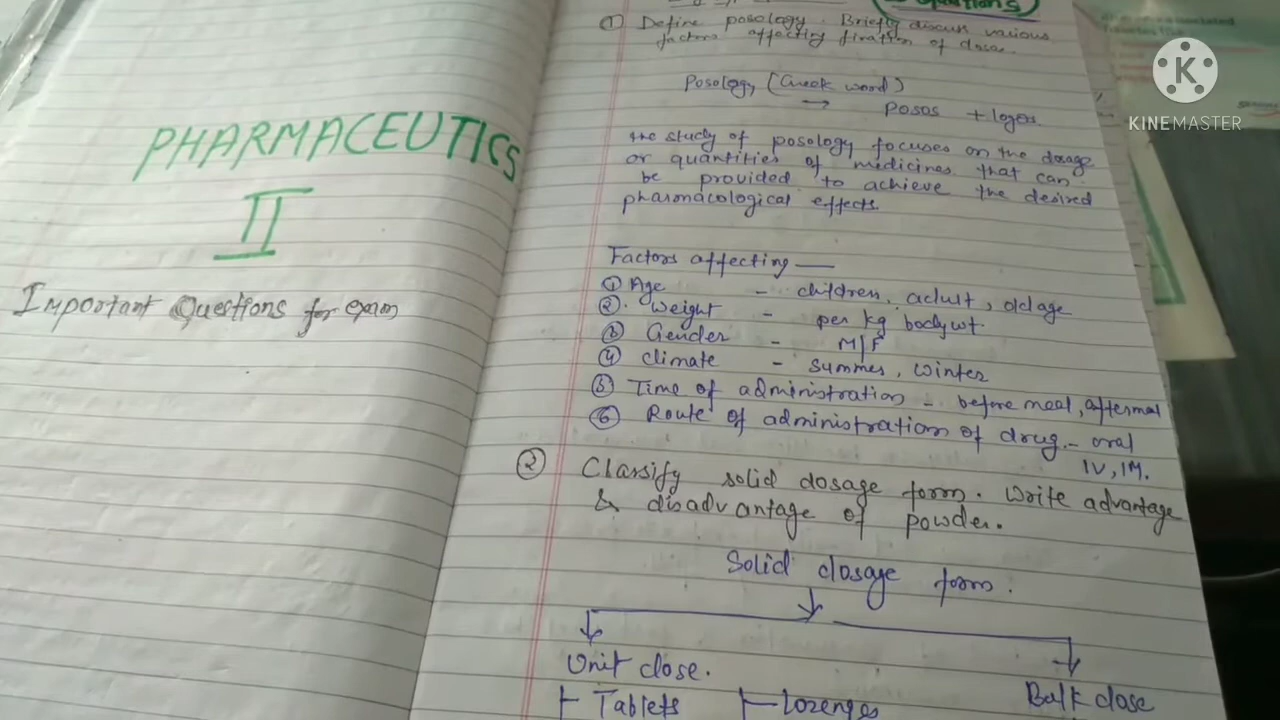 PHARMACEUTICS
II
Important Questions for exam
Questions
① Define posology. Briefly discuss various
factors affecting fixation of doses.
Posology (Greek word)
→ Posos + logos
the study of posology focuses on the dosage
or quantities of medicines that can
be provided to achieve the desired
pharmacological effects.
Factors affecting —
① Age - children, adult, old age
②. Weight - per kg body wt.
③ Gender - M/F
④ climate - summer, winter
⑤ Time of administration - before meal, aftermeal
⑥ Route of administration of drug - oral
IV, IM.
② Classify solid dosage form. Write advantage
& disadvantage of powder.
Solid dosage form.
Unit dose.
Bulk dose
Tablets
Lozenges
K
KINEMASTER